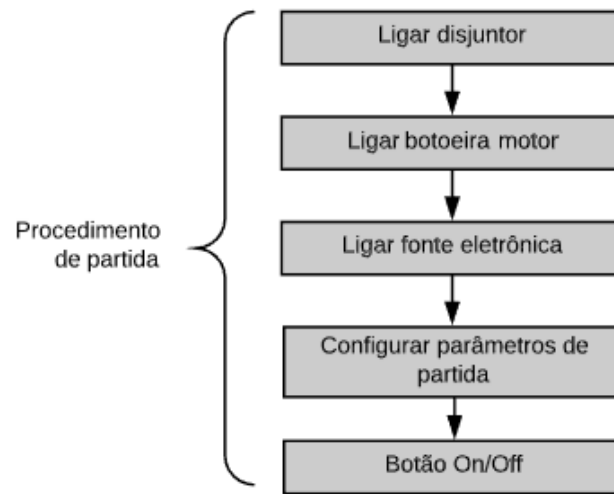 Procedimento
de partida
Ligar disjuntor
Ligar botoeira motor
Ligar fonte eletrônica
Configurar parâmetros de
partida
Botão On/Off